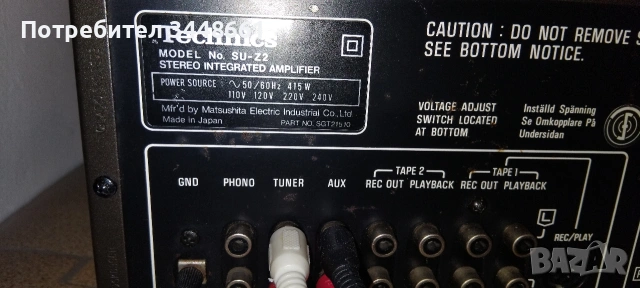 Потребител 3448661
Technics
MODEL No. SU-Z2
STEREO INTEGRATED AMPLIFIER
POWER SOURCE : ∿50/60Hz 415W
110V 120V 220V 240V
Mfr'd by Matsushita Electric Industrial Co.,Ltd.
Made in Japan
PART NO. SGT21510
CAUTION : DO NOT REMOVE
SEE BOTTOM NOTICE.
VOLTAGE ADJUST
SWITCH LOCATED
AT BOTTOM
Inställd Spänning
Se Omkopplare På
Undersidan
GND
PHONO
TUNER
AUX
TAPE 2
REC OUT PLAYBACK
TAPE 1
REC OUT PLAYBACK
L
REC/PLAY
BAZAR